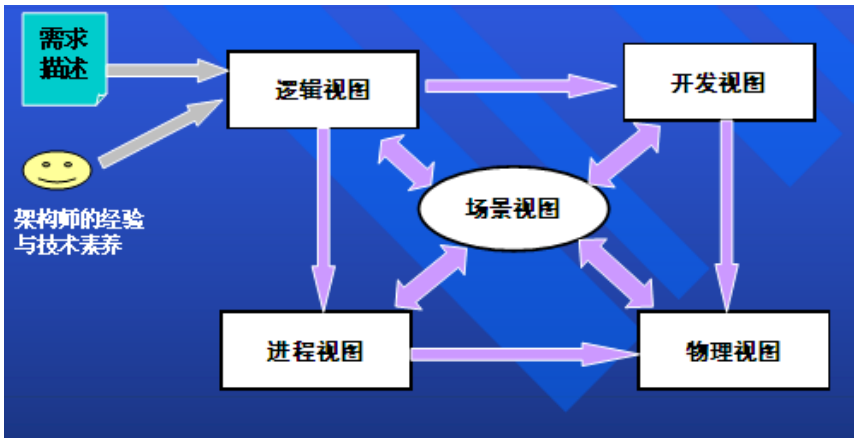 需求
描述
逻辑视图
开发视图
场景视图
架构师的经验
与技术素养
进程视图
物理视图